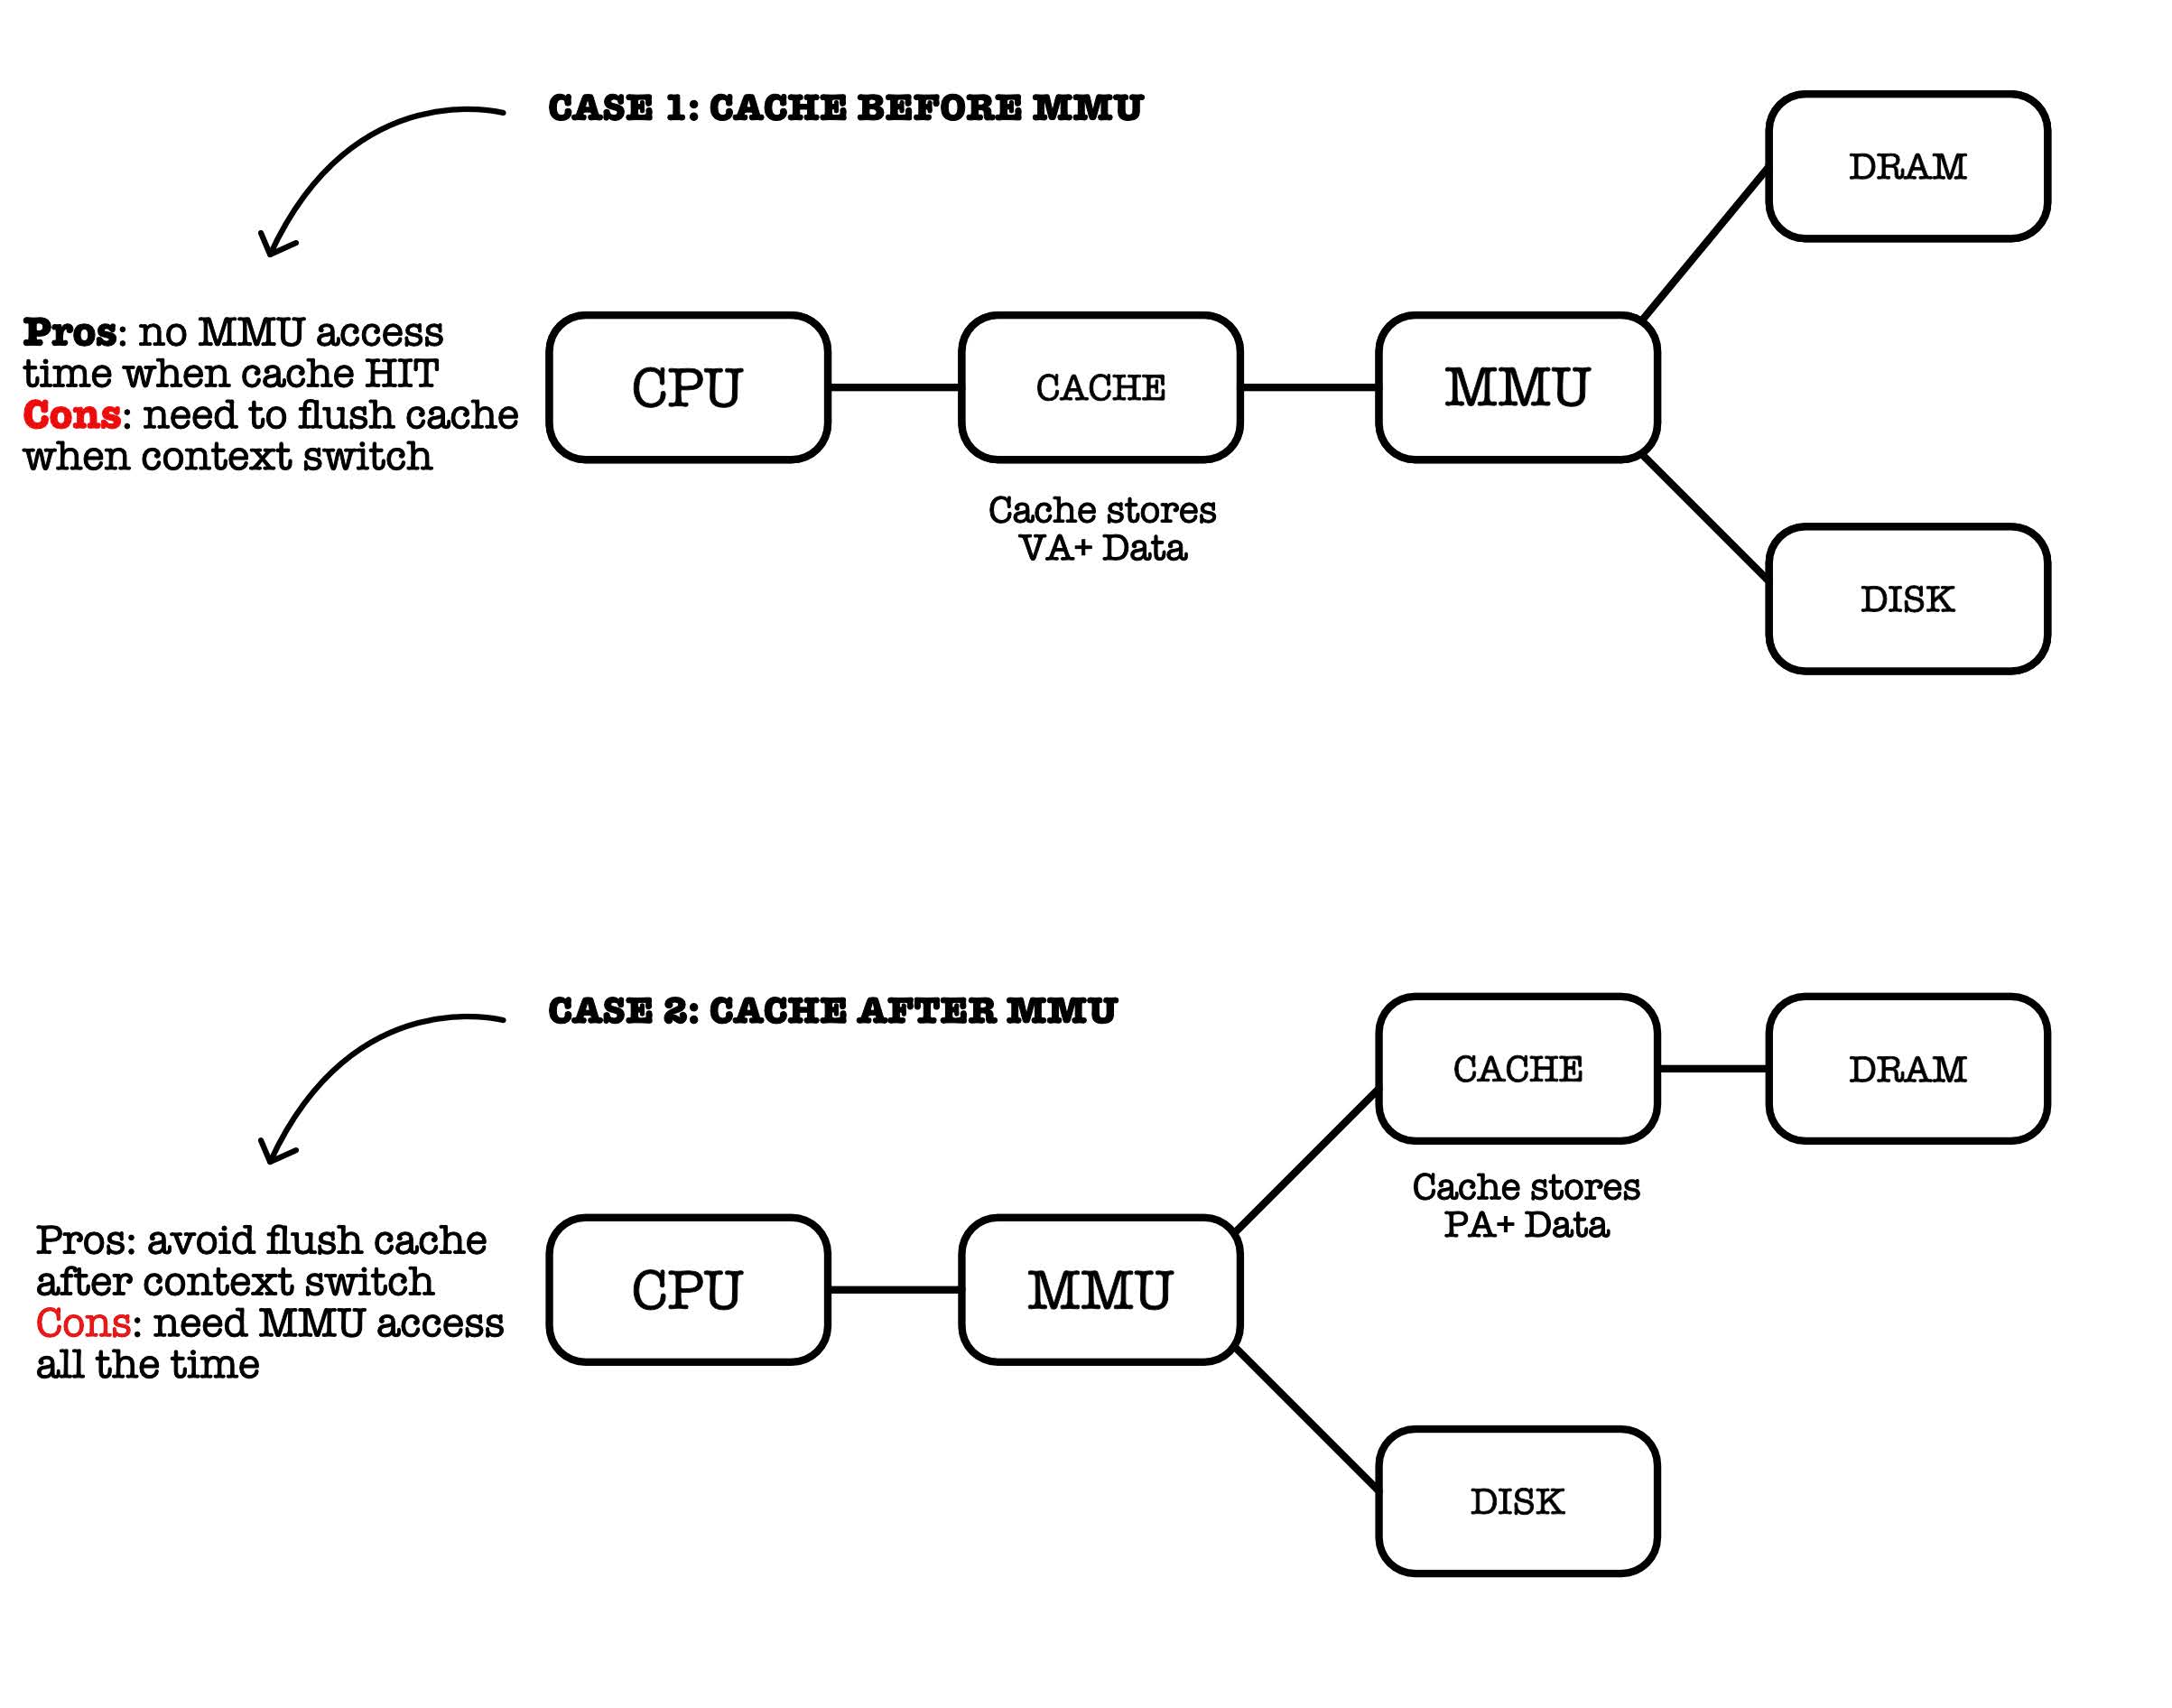 CASE 1: CACHE BEFORE MMU
DRAM
Pros: no MMU access
time when cache HIT
Cons: need to flush cache
when context switch
CPU
CACHE
MMU
Cache stores
VA+ Data
DISK
CASE 2: CACHE AFTER MMU
CACHE
DRAM
Cache stores
PA+ Data
Pros: avoid flush cache
after context switch
Cons: need MMU access
all the time
CPU
MMU
DISK